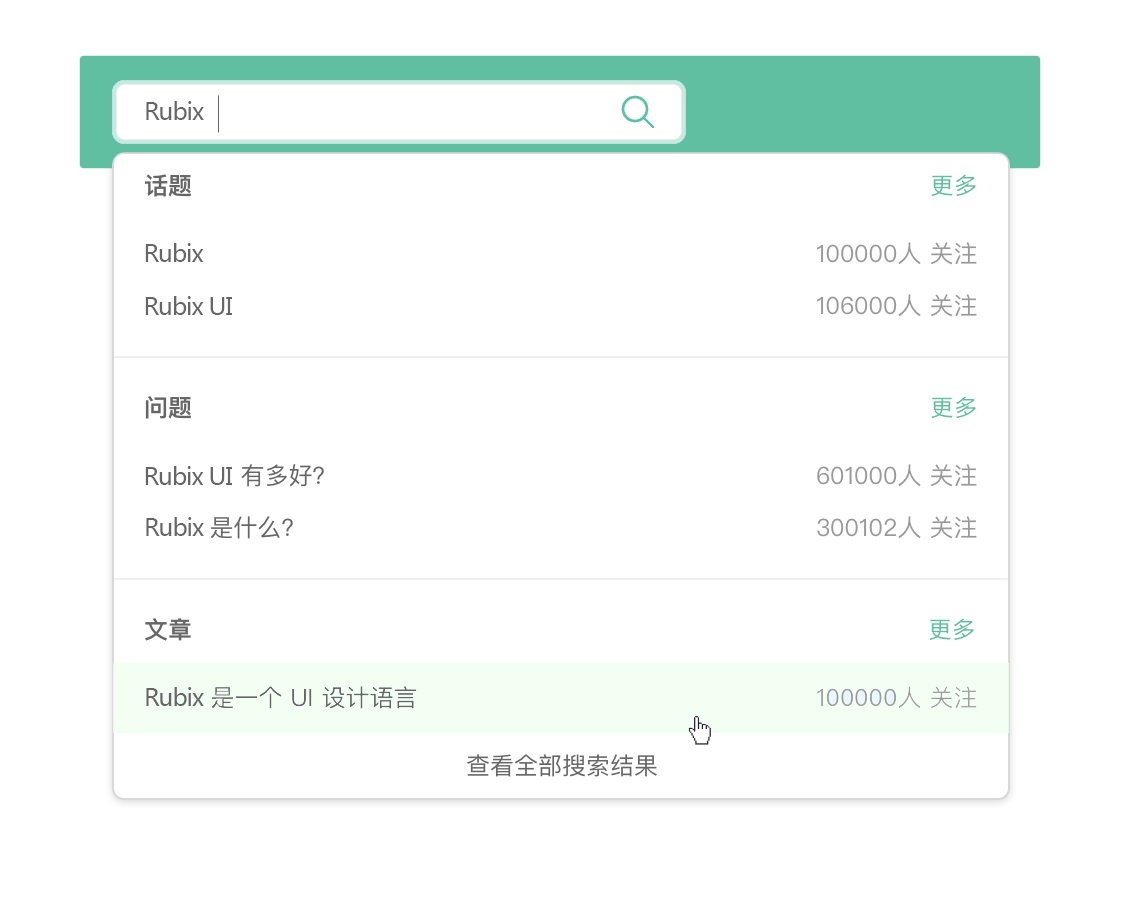 Rubix
话题 更多
Rubix 100000人 关注
Rubix UI 106000人 关注
问题 更多
Rubix UI 有多好? 601000人 关注
Rubix 是什么? 300102人 关注
文章 更多
Rubix 是一个 UI 设计语言 100000人 关注
查看全部搜索结果